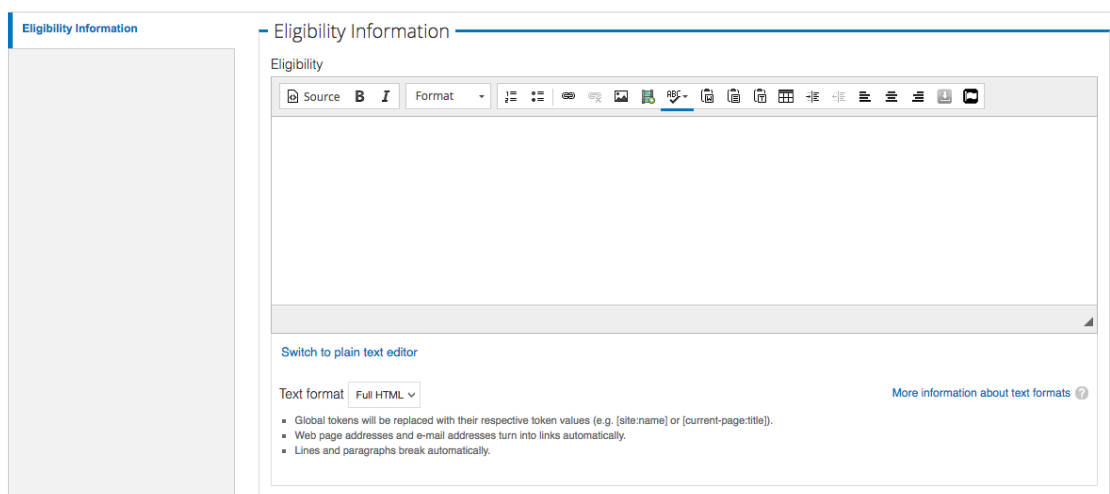 Eligibility Information
Eligibility Information
Eligibility
Source B I Format ABC
Switch to plain text editor
Text format Full HTML More information about text formats ?
Global tokens will be replaced with their respective token values (e.g. [site:name] or [current-page:title]).
Web page addresses and e-mail addresses turn into links automatically.
Lines and paragraphs break automatically.